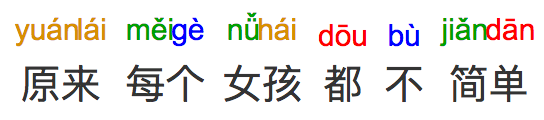 yuánlái měigè nǚhái dōu bù jiǎndān
原来 每个 女孩 都 不 简单